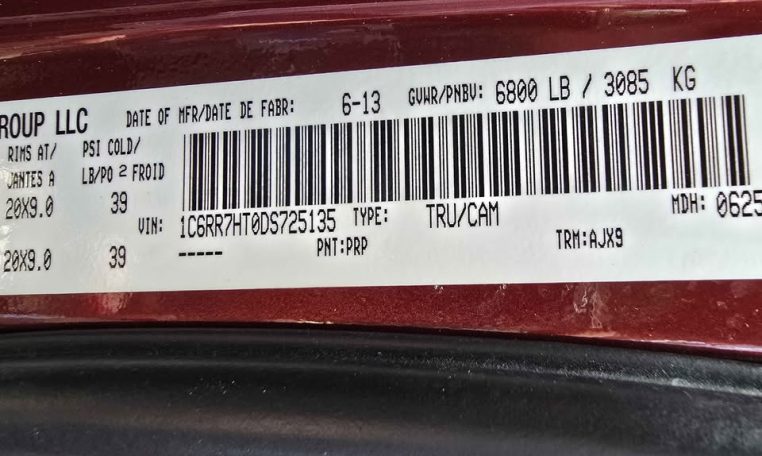 ROUP LLC DATE OF MFR/DATE DE FABR: 6-13 GVWR/PNBV: 6800 LB / 3085 KG
RIMS AT/ PSI COLD/
JANTES A LB/PO 2 FROID
20X9.0 39
VIN: 1C6RR7HT0DS725135 TYPE: TRU/CAM MDH: 0625
20X9.0 39 ----- PNT:PRP TRM:AJX9